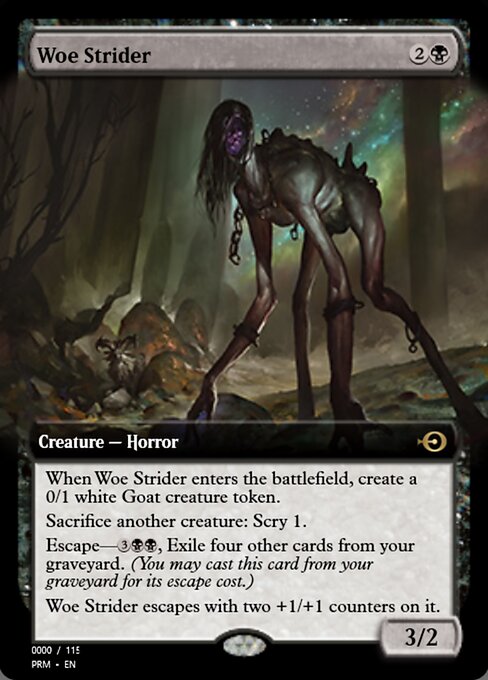 Woe Strider 2
Creature — Horror
When Woe Strider enters the battlefield, create a
0/1 white Goat creature token.
Sacrifice another creature: Scry 1.
Escape—3, Exile four other cards from your
graveyard. (You may cast this card from your
graveyard for its escape cost.)
Woe Strider escapes with two +1/+1 counters on it.
3/2
0000 / 115
PRM • EN